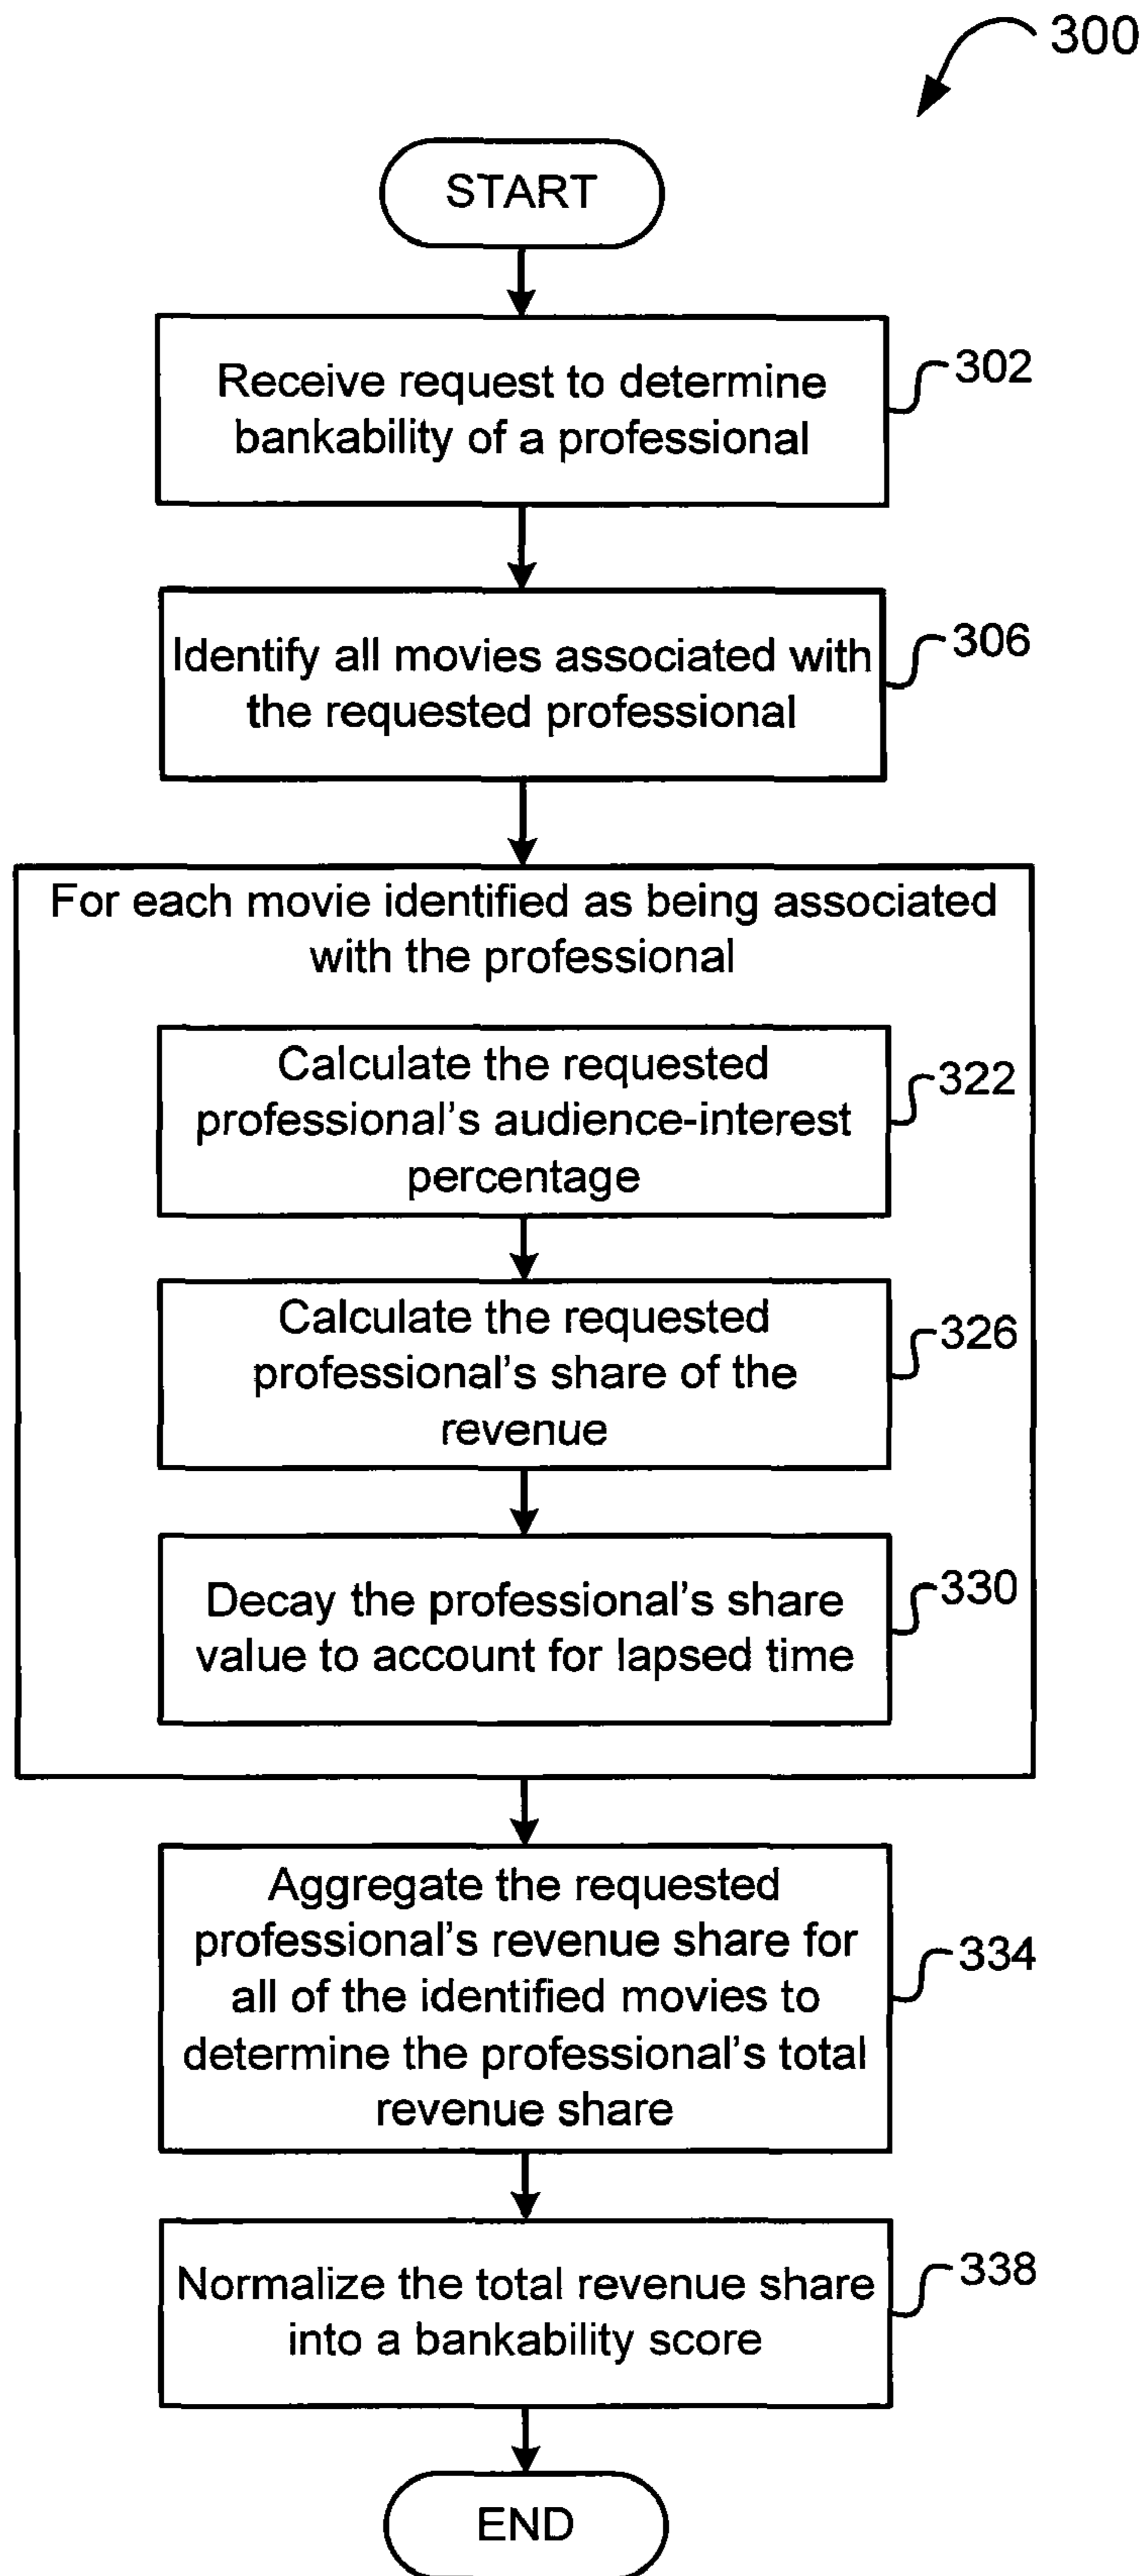 300
START
Receive request to determine
bankability of a professional
302
Identify all movies associated with
the requested professional
306
For each movie identified as being associated
with the professional
Calculate the requested
professional's audience-interest
percentage
322
Calculate the requested
professional's share of the
revenue
326
Decay the professional's share
value to account for lapsed time
330
Aggregate the requested
professional's revenue share for
all of the identified movies to
determine the professional's total
revenue share
334
Normalize the total revenue share
into a bankability score
338
END